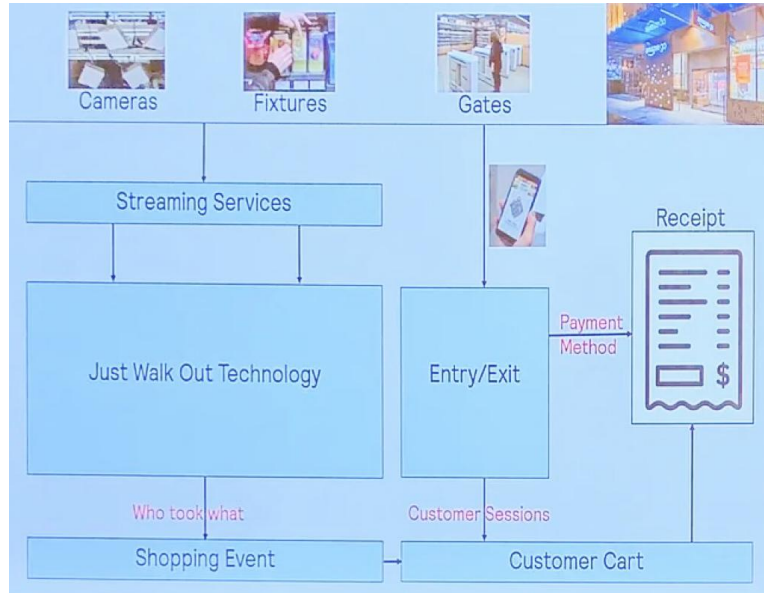 Cameras
Fixtures
Gates
Streaming Services
Receipt
Just Walk Out Technology
Entry/Exit
Payment
Method
$
Who took what
Customer Sessions
Shopping Event
Customer Cart